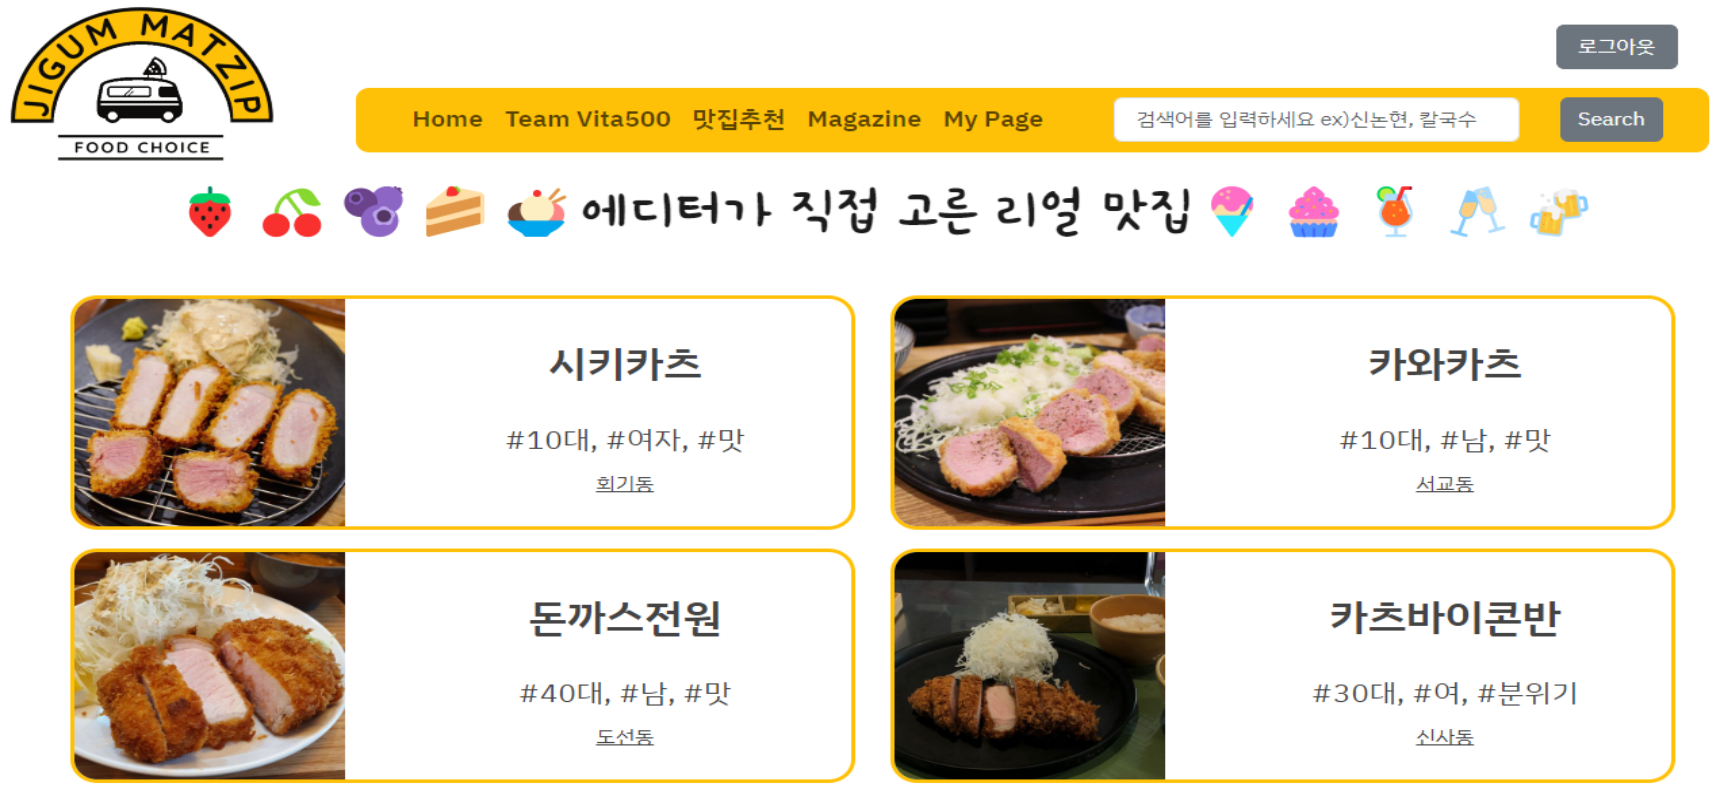 JIGUM MATZIP
FOOD CHOICE
로그아웃
Home Team Vita500 맛집추천 Magazine My Page 검색어를 입력하세요 ex)신논현, 칼국수 Search
에디터가 직접 고른 리얼 맛집
시키카츠
#10대, #여자, #맛
회기동
카와카츠
#10대, #남, #맛
서교동
돈까스전원
#40대, #남, #맛
도선동
카츠바이콘반
#30대, #여, #분위기
신사동